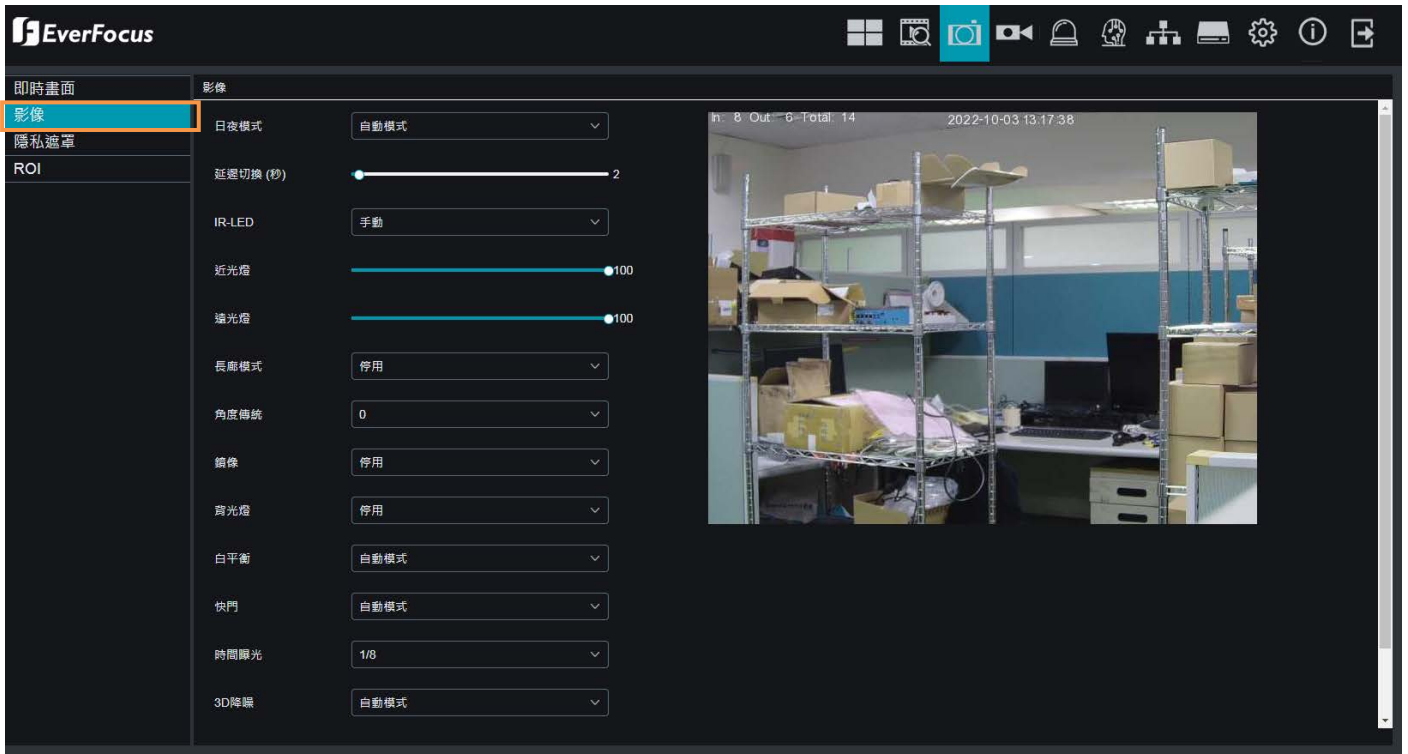 EverFocus
即時畫面
影像
隱私遮罩
ROI
影像
日夜模式 自動模式
延遲切換 (秒) 2
IR-LED 手動
近光燈 100
遠光燈 100
長廊模式 停用
角度傳統 0
鏡像 停用
背光燈 停用
白平衡 自動模式
快門 自動模式
時間曝光 1/8
3D降噪 自動模式
In: 8 Out: 6 Total: 14 2022-10-03 13:17:38